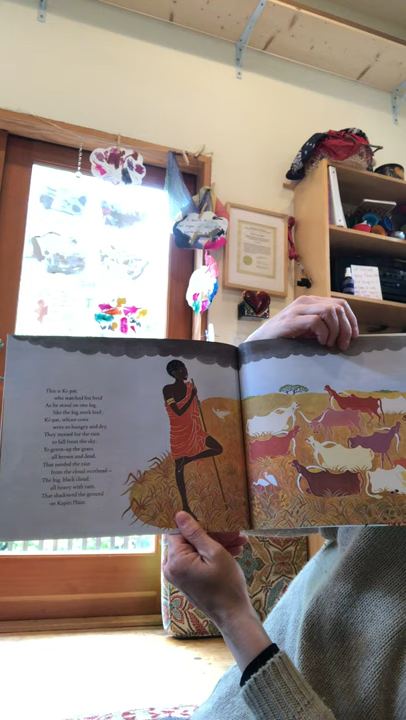 This is Ki-pat,
who watched his herd
As he stood on one leg
like the big stork bird;
Ki-pat, whose cows
were so hungry and dry,
They mooed for the rain
to fall from the sky;
To green-up the grass,
all brown and dead,
That needed the rain
from the cloud overhead—
The big, black cloud,
all heavy with rain,
That shadowed the ground
on Kapiti Plain.